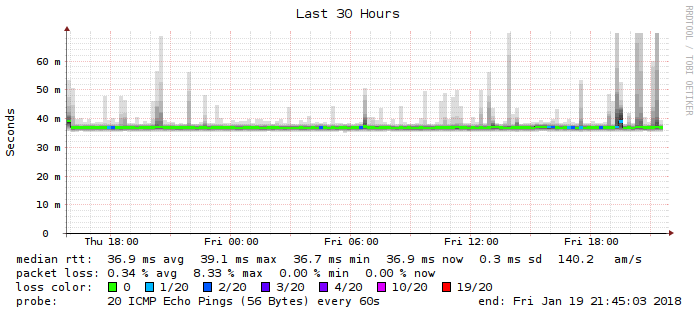 Last 30 Hours
RRDTOOL / TOBI OETIKER
Seconds
60 m
50 m
40 m
30 m
20 m
10 m
0
Thu 18:00 Fri 00:00 Fri 06:00 Fri 12:00 Fri 18:00
median rtt: 36.9 ms avg 39.1 ms max 36.7 ms min 36.9 ms now 0.3 ms sd 140.2 am/s
packet loss: 0.34 % avg 8.33 % max 0.00 % min 0.00 % now
loss color: 0 1/20 2/20 3/20 4/20 10/20 19/20
probe: 20 ICMP Echo Pings (56 Bytes) every 60s end: Fri Jan 19 21:45:03 2018